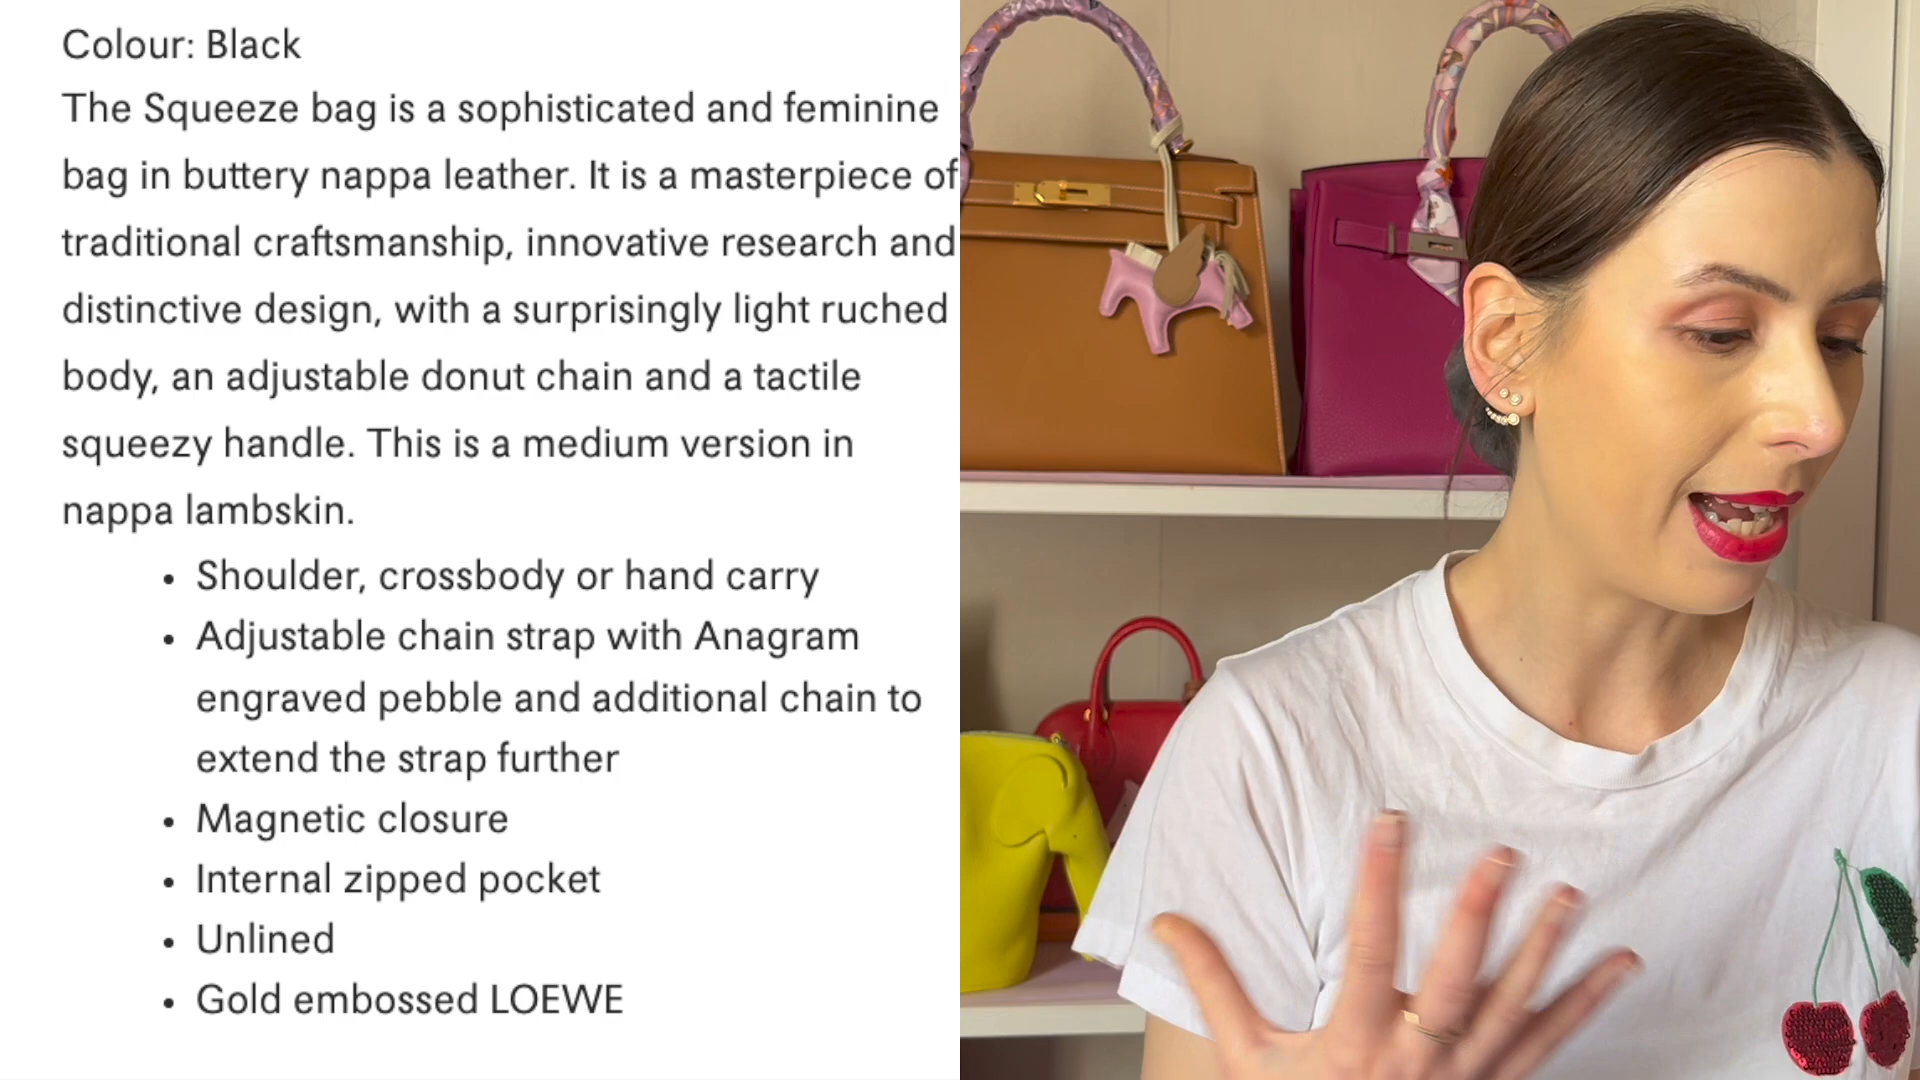 Colour: Black
The Squeeze bag is a sophisticated and feminine
bag in buttery nappa leather. It is a masterpiece of
traditional craftsmanship, innovative research and
distinctive design, with a surprisingly light ruched
body, an adjustable donut chain and a tactile
squeezy handle. This is a medium version in
nappa lambskin.
• Shoulder, crossbody or hand carry
• Adjustable chain strap with Anagram
engraved pebble and additional chain to
extend the strap further
• Magnetic closure
• Internal zipped pocket
• Unlined
• Gold embossed LOEWE